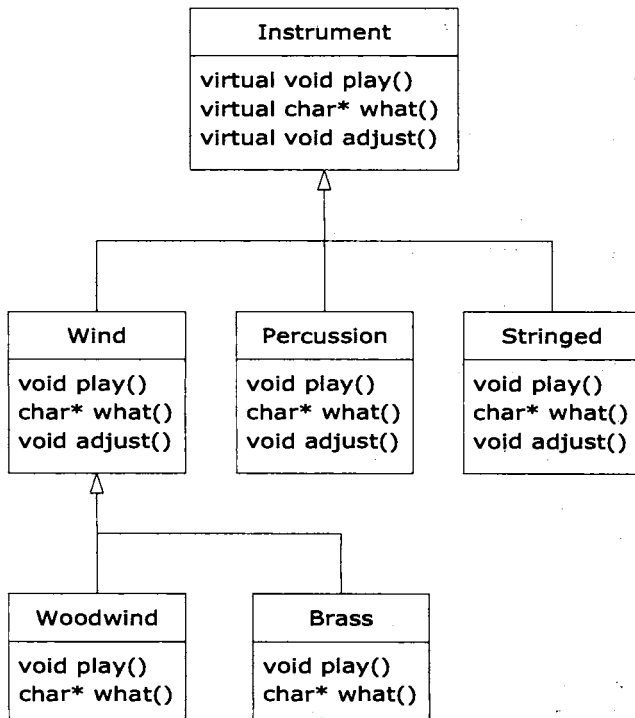 Instrument
virtual void play()
virtual char* what()
virtual void adjust()
Wind
void play()
char* what()
void adjust()
Percussion
void play()
char* what()
void adjust()
Stringed
void play()
char* what()
void adjust()
Woodwind
void play()
char* what()
Brass
void play()
char* what()